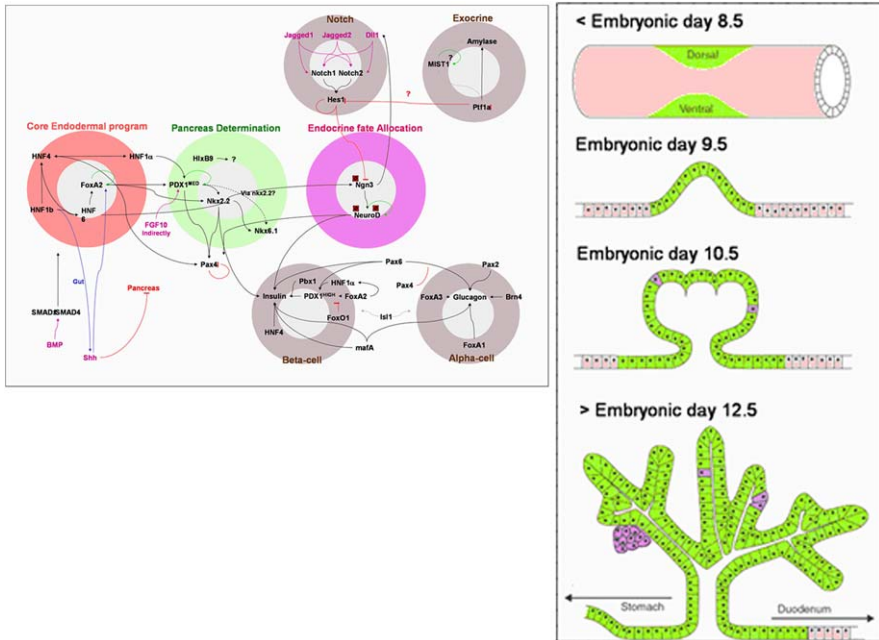 Notch
Exocrine
Jagged1 Jagged2 Dll1
Amylase
MIST1 ?
Notch1 Notch2
Hes1
?
Ptf1a
Core Endodermal program
Pancreas Determination
Endocrine fate Allocation
HNF4
HNF1α
HlxB9 ?
FoxA2
PDX1
Via nkx2.2?
Ngn3
Nkx2.2
HNF1b
HNF
6
NeuroD
FGF10
indirectly
Nkx6.1
Pax4
Gut
Pancreas
Pax6
Pax2
Pbx1
HNF1α
Pax4
Insulin
PDX1HIGH
FoxA2
FoxA3
Glucagon
Brn4
SMAD SMAD4
FoxO1
Isl1
HNF4
BMP
mafA
FoxA1
Shh
Beta-cell
Alpha-cell
< Embryonic day 8.5
Dorsal
Ventral
Embryonic day 9.5
Embryonic day 10.5
> Embryonic day 12.5
Stomach
Duodenum